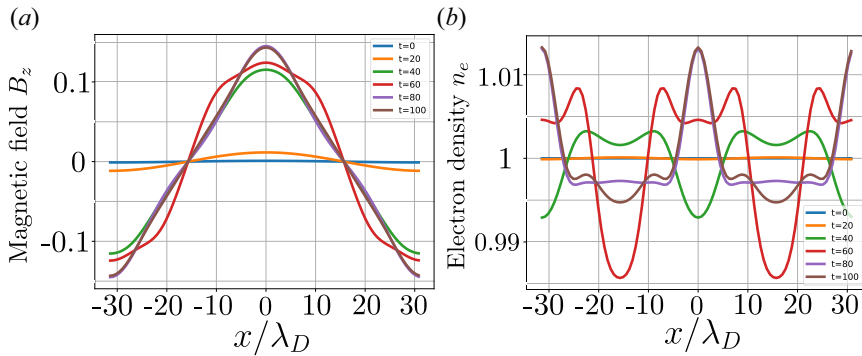 (a)
Magnetic field B_z
0.1
0
-0.1
t=0
t=20
t=40
t=60
t=80
t=100
-30 -20 -10 0 10 20 30
x/λ_D
(b)
Electron density n_e
1.01
1
0.99
t=0
t=20
t=40
t=60
t=80
t=100
-30 -20 -10 0 10 20 30
x/λ_D